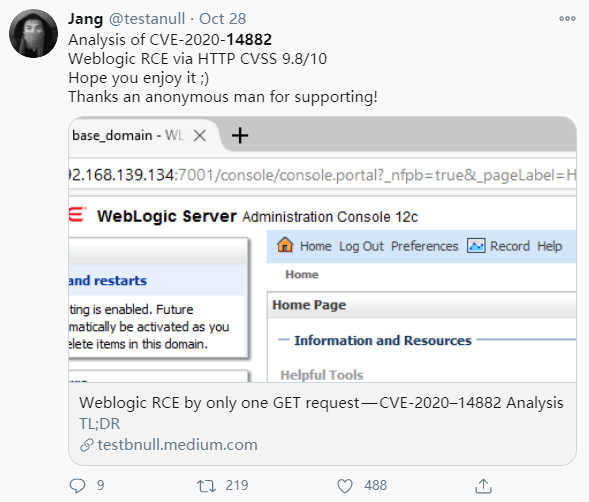 Jang @testanull · Oct 28
Analysis of CVE-2020-14882
Weblogic RCE via HTTP CVSS 9.8/10
Hope you enjoy it ;)
Thanks an anonymous man for supporting!
base_domain - WL
92.168.139.134:7001/console/console.portal?_nfpb=true&_pageLabel=H
WebLogic Server Administration Console 12c
Home Log Out Preferences Record Help
Home
and restarts
Home Page
ting is enabled. Future
matically be activated as you
elete items in this domain.
Information and Resources
Helpful Tools
Weblogic RCE by only one GET request — CVE-2020–14882 Analysis
TL;DR
testbnull.medium.com
9 219 488